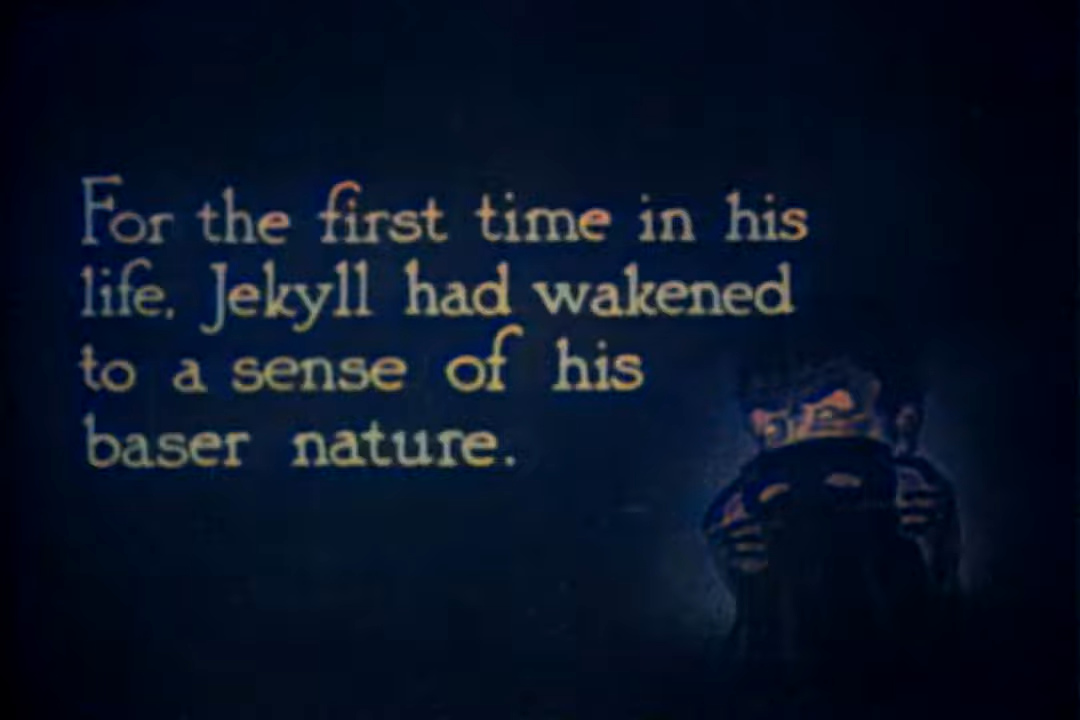 For the first time in his
life, Jekyll had wakened
to a sense of his
baser nature.